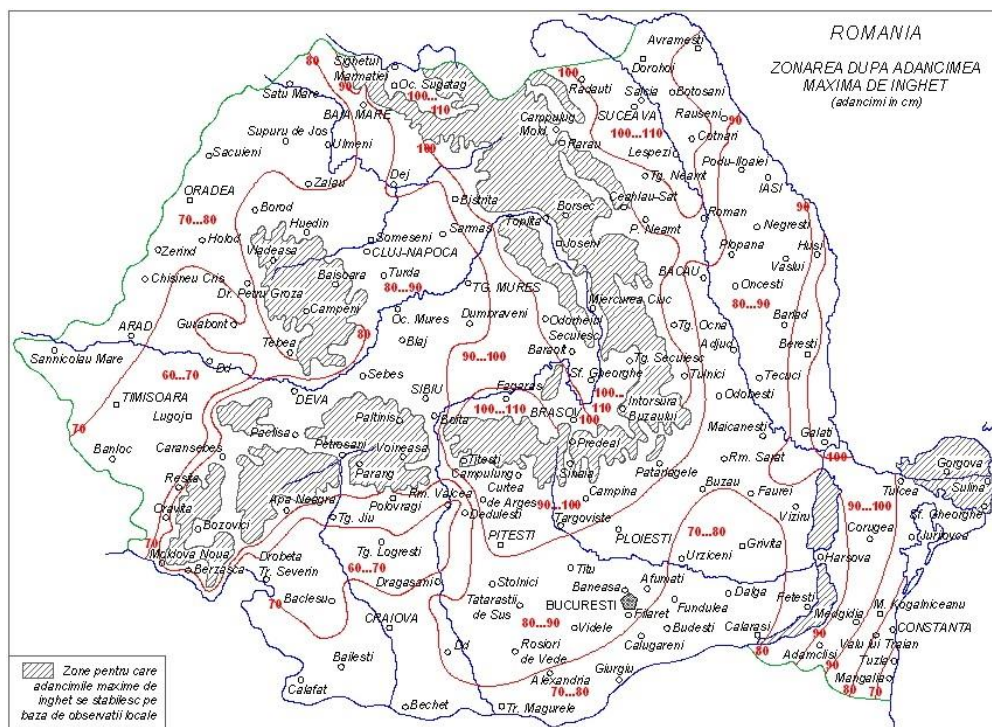 ROMANIA
ZONAREA DUPA ADANCIMEA
MAXIMA DE INGHET
(adancimi in cm)
Avramesti
Dorohoi
Sighetul
Marmatiei
Oc. Sugatag
80
90
100...
110
100
Radauti
Salcia
Botosani
SUCEAVA
Rauseni
90
Satu Mare
BAIA MARE
Campulug
Mold.
Rarau
100...110
Cotnari
Supuru de Jos
Ulmeni
100
Lespezi
Podu-Iloaiei
Sacuieni
Tg. Neamt
IASI
Zalau
Dej
Bistrita
Ceahlau-Sat
ORADEA
Borsec
90
70...80
Borod
Toplita
Roman
Negresti
Huedin
Sarmas
P. Neamt
Holod
Someseni
Joseni
Plopana
Husi
Zerind
Vladeasa
CLUJ-NAPOCA
Vaslui
Chisineu Cris
Baisoara
Turda
BACAU
Dr. Petru Groza
80...90
TG. MURES
Oncesti
Campeni
Miercurea Ciuc
80...90
Gurabont
Oc. Mures
Dumbraveni
Odorheiu
Secuiesc
Tg. Ocna
Barlad
ARAD
80
Blaj
Adjud
Tebea
90...100
Baraolt
Beresti
Sannicolau Mare
Dd
Tg. Secuiesc
60...70
Sebes
Sf. Gheorghe
Tulnici
Tecuci
DEVA
SIBIU
Fagaras
100...
110
Intorsura
Buzaului
Odobesti
TIMISOARA
Paltinis
100...110
BRASOV
100
Lugoj
Boita
70
Paclisa
Maicanesti
Galati
Banloc
Caransebes
Petrosani
Voineasa
Predeal
100
Titesti
Rm. Sarat
Gorgova
Parang
Campulung
Sinaia
Patarlagele
Tulcea
Resita
Rm. Valcea
Curtea
de Arges
Campina
Buzau
Faurei
Sulina
Oravita
Apa Neagra
Polovragi
90...100
90...100
Sf. Gheorghe
Bozovici
Tg. Jiu
Dedulesti
Targoviste
Viziru
Corugea
70...80
Jurilovca
70
Moldova Noua
Drobeta
Tr. Severin
Tg. Logresti
PITESTI
PLOIESTI
Grivita
Urziceni
Harsova
Berzasca
60...70
Titu
Dragasani
Stolnici
Baneasa
Afumati
Baclesu
Tatarastii
de Sus
BUCURESTI
Dalga
Fetesti
70
Fundulea
M. Kogalniceanu
CRAIOVA
80...90
Filaret
Medgidia
Videle
Budesti
CONSTANTA
Calugareni
Calarasi
90
Valu lui Traian
Dd
Rosiori
de Vede
80
Adamclisi
Bailesti
Giurgiu
90
Tuzla
Alexandria
Mangalia
Calafat
70...80
80
70
Bechet
Tr. Magurele
Zone pentru care
adancimile maxime de
inghet se stabilesc pe
baza de observatii locale